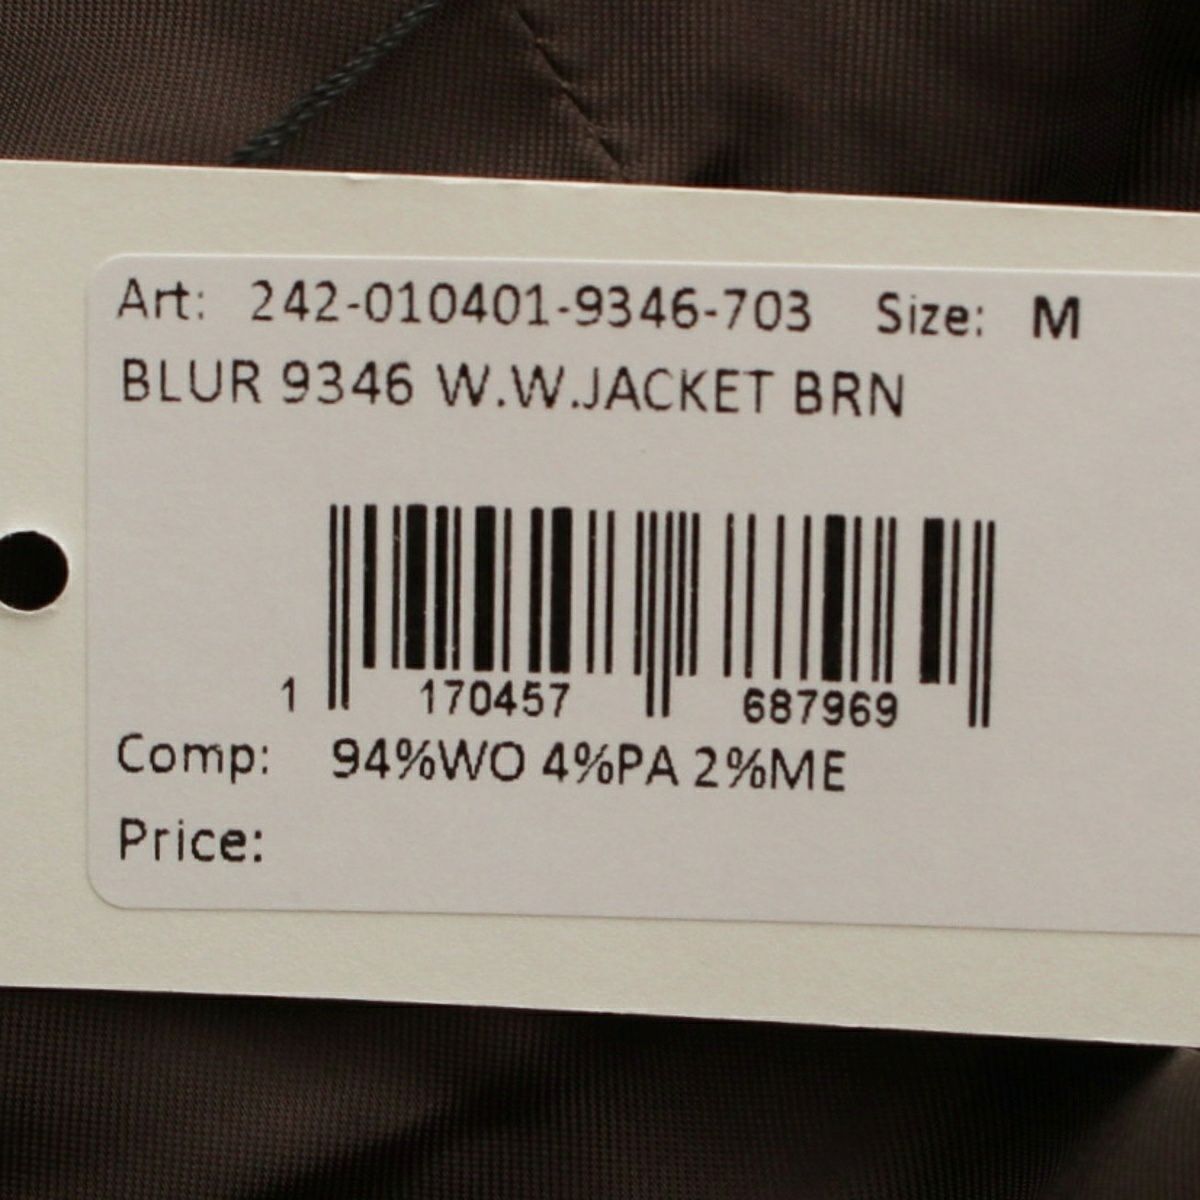 Art: 242-010401-9346-703 Size: M
BLUR 9346 W.W.JACKET BRN
1 170457 687969
Comp: 94%WO 4%PA 2%ME
Price: